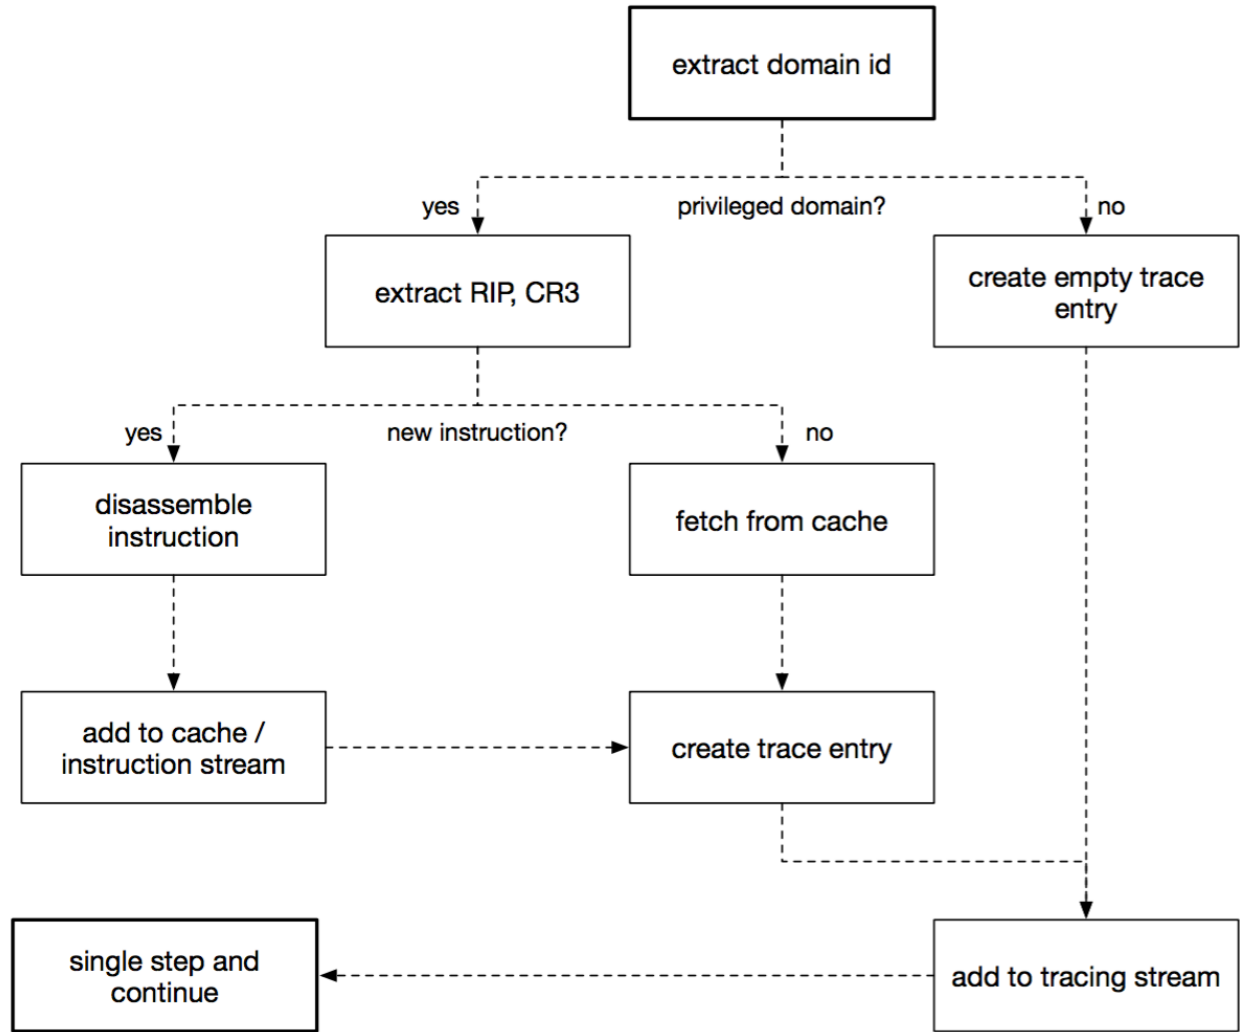 extract domain id
yes
privileged domain?
no
extract RIP, CR3
create empty trace
entry
yes
new instruction?
no
disassemble
instruction
fetch from cache
add to cache /
instruction stream
create trace entry
single step and
continue
add to tracing stream